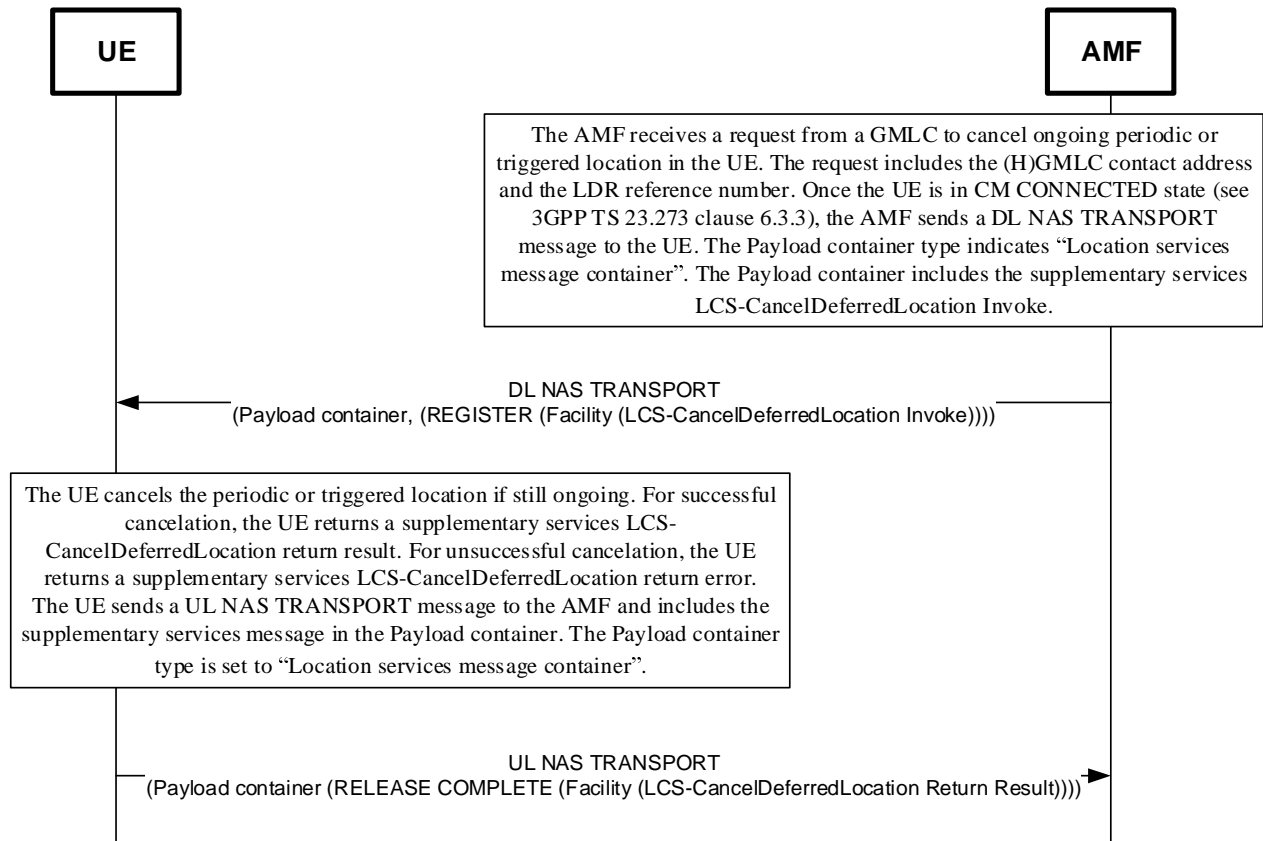 UE
AMF
The AMF receives a request from a GMLC to cancel ongoing periodic or
triggered location in the UE. The request includes the (H)GMLC contact address
and the LDR reference number. Once the UE is in CM CONNECTED state (see
3GPP TS 23.273 clause 6.3.3), the AMF sends a DL NAS TRANSPORT
message to the UE. The Payload container type indicates “Location services
message container”. The Payload container includes the supplementary services
LCS-CancelDeferredLocation Invoke.
DL NAS TRANSPORT
(Payload container, (REGISTER (Facility (LCS-CancelDeferredLocation Invoke))))
The UE cancels the periodic or triggered location if still ongoing. For successful
cancelation, the UE returns a supplementary services LCS-
CancelDeferredLocation return result. For unsuccessful cancelation, the UE
returns a supplementary services LCS-CancelDeferredLocation return error.
The UE sends a UL NAS TRANSPORT message to the AMF and includes the
supplementary services message in the Payload container. The Payload container
type is set to “Location services message container”.
UL NAS TRANSPORT
(Payload container (RELEASE COMPLETE (Facility (LCS-CancelDeferredLocation Return Result))))